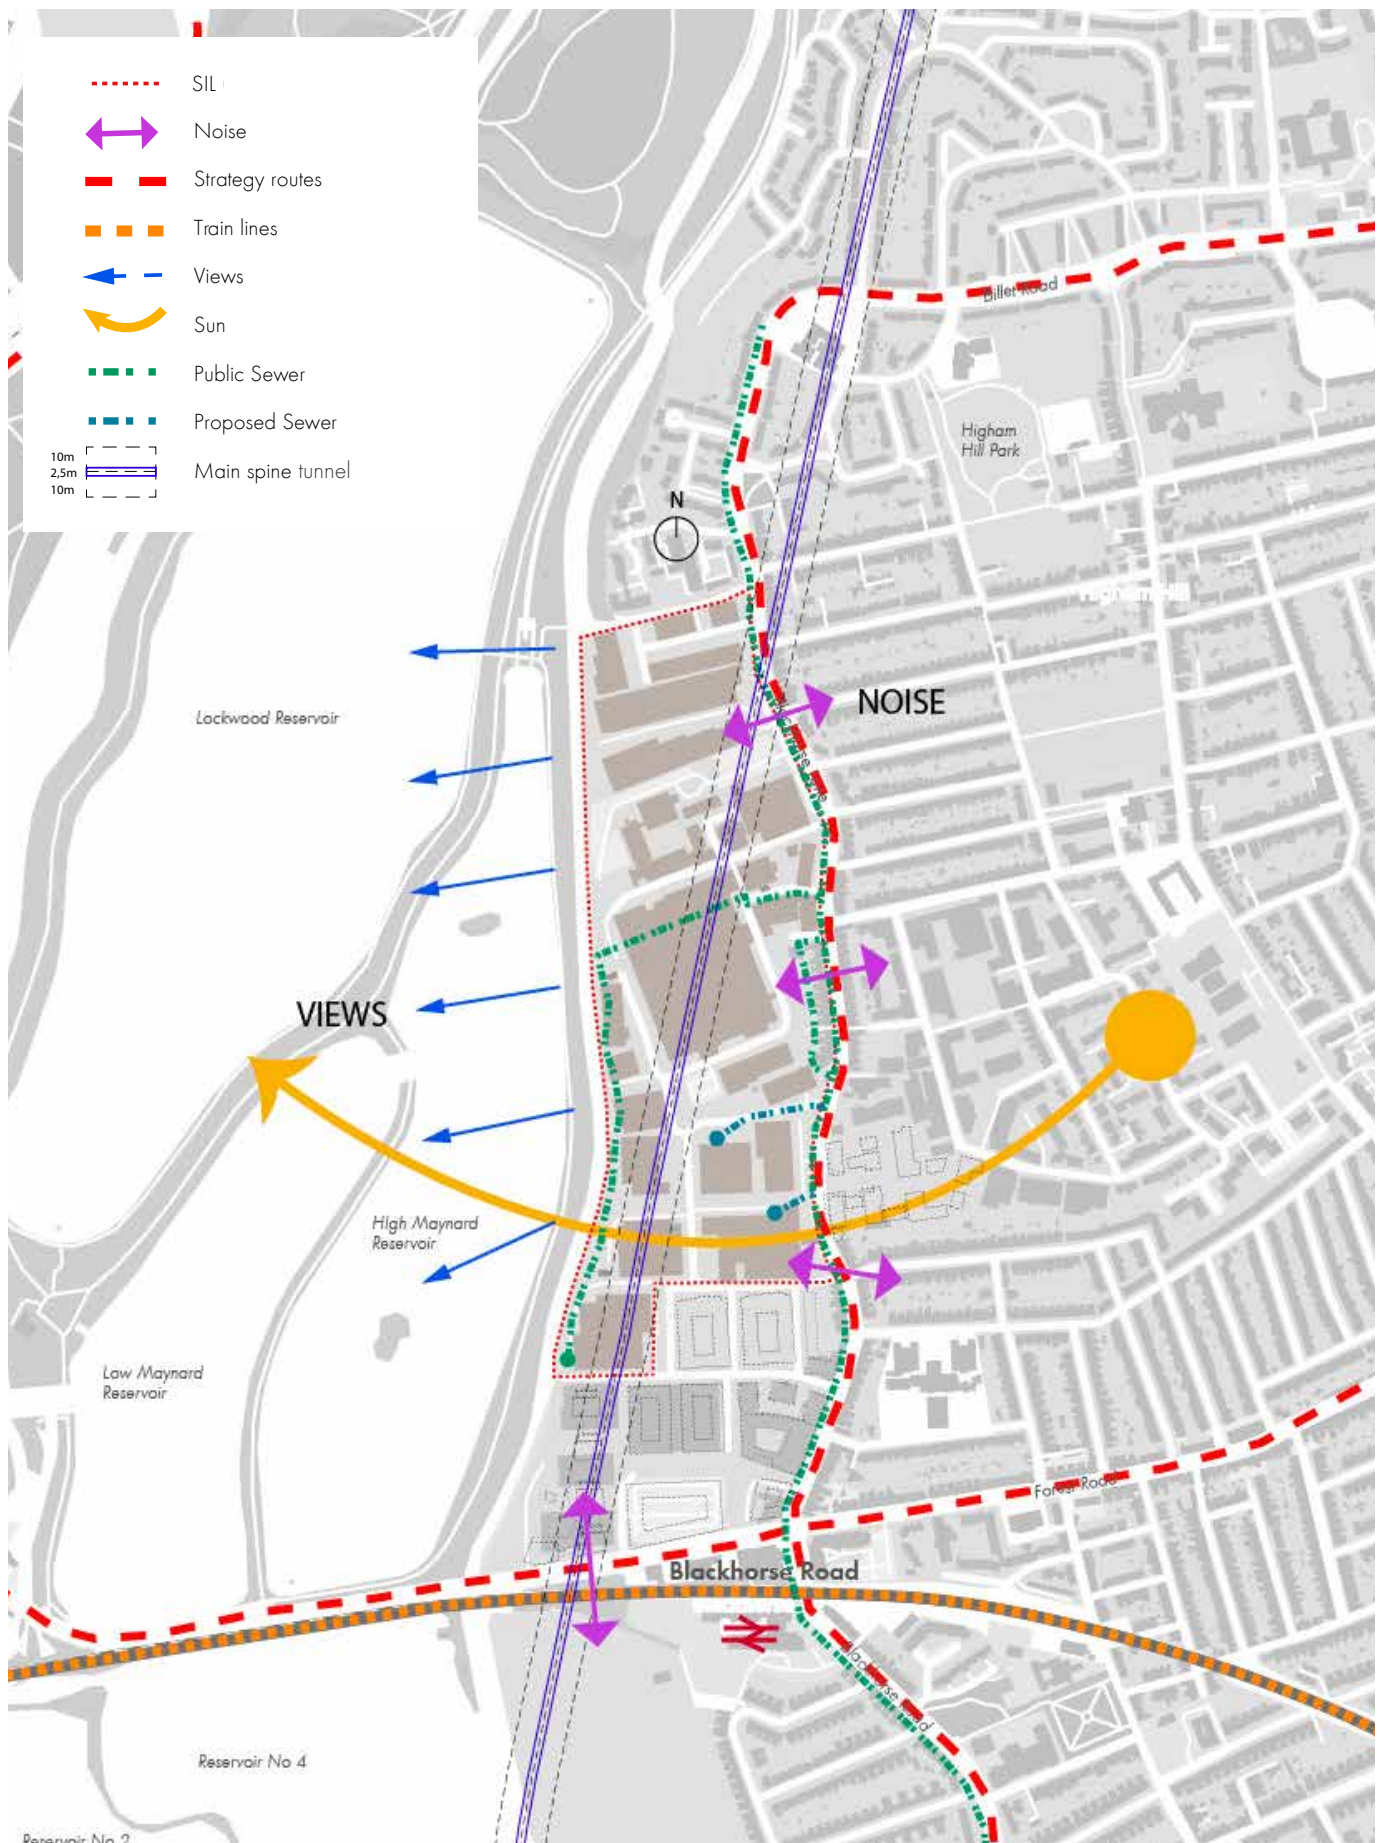 SIL
Noise
Strategy routes
Train lines
Views
Sun
Public Sewer
Proposed Sewer
10m
2,5m
10m
Main spine tunnel
Billet Road
Higham
Hill Park
N
NOISE
Lockwood Reservoir
VIEWS
HIgh Maynard
Reservoir
Low Maynard
Reservoir
Forest Road
Blackhorse Road
Blackhorse Road
Reservoir No 4
Reservoir No 2